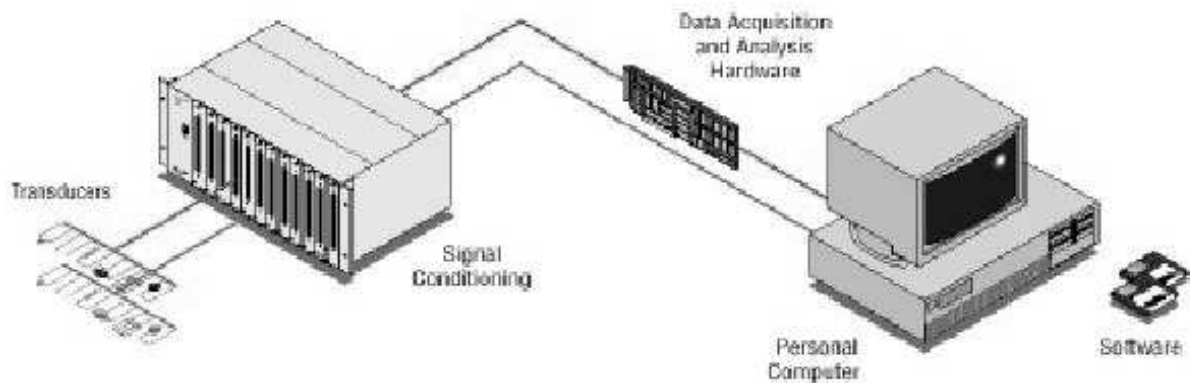 Data Acquisition
and Analysis
Hardware
Transducers
Signal
Conditioning
Personal
Computer
Software